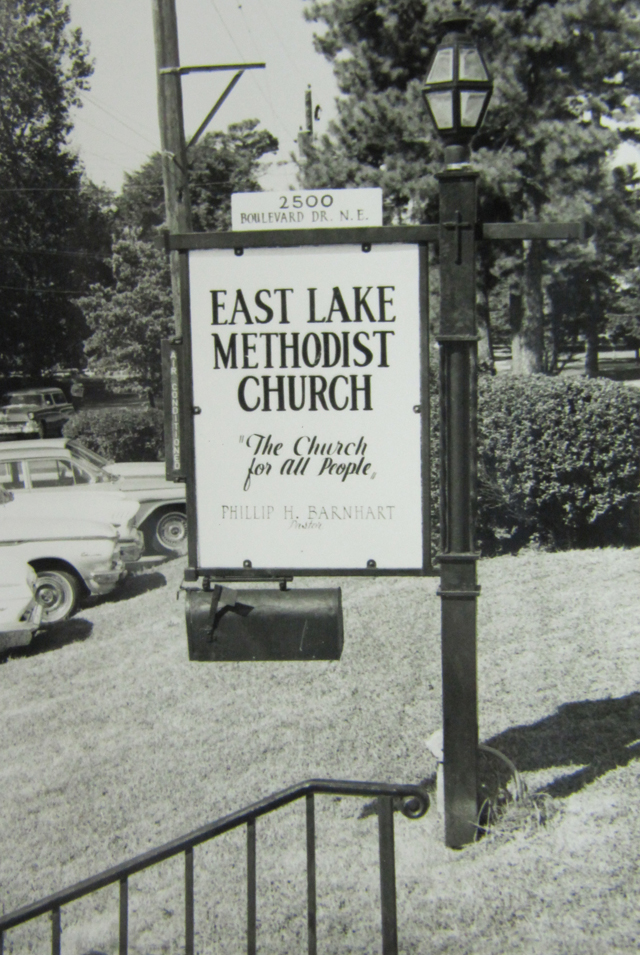 2500
BOULEVARD DR. N.E.
EAST LAKE
METHODIST
CHURCH
"The Church
for all People"
PHILLIP H. BARNHART
Pastor
AIR CONDITIONED